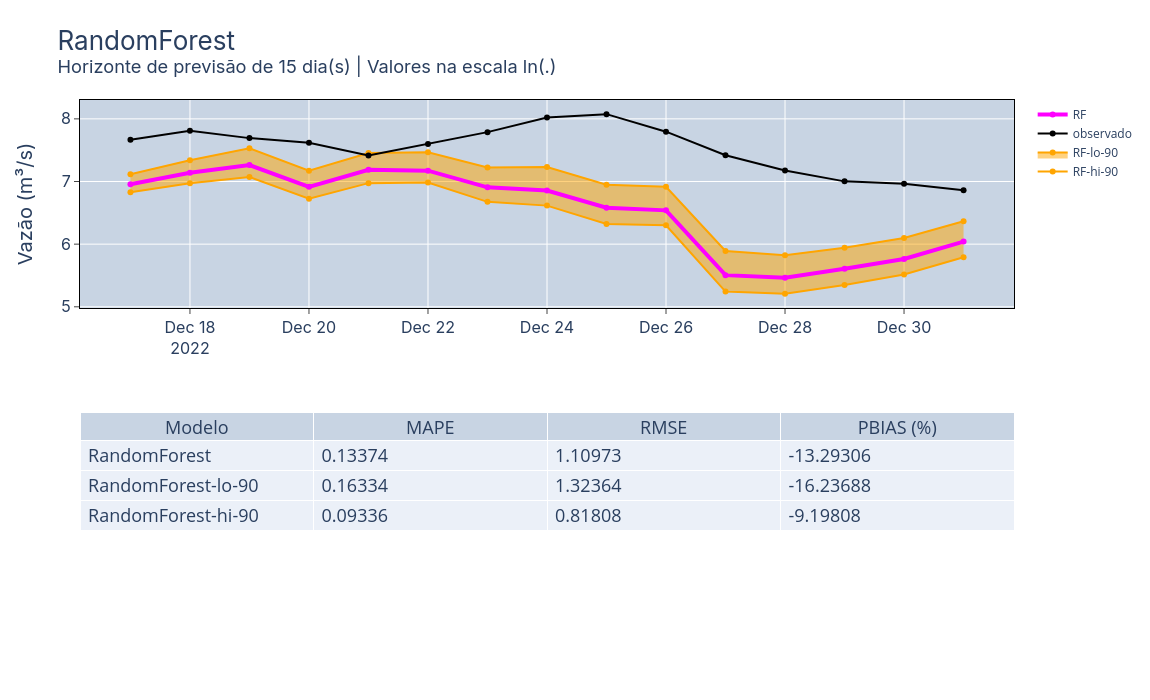 RandomForest
Horizonte de previsão de 15 dia(s) | Valores na escala ln(.)
Vazão (m³/s)
8
7
6
5
Dec 18
2022
Dec 20
Dec 22
Dec 24
Dec 26
Dec 28
Dec 30
RF
observado
RF-lo-90
RF-hi-90
Modelo MAPE RMSE PBIAS (%)
RandomForest 0.13374 1.10973 -13.29306
RandomForest-lo-90 0.16334 1.32364 -16.23688
RandomForest-hi-90 0.09336 0.81808 -9.19808